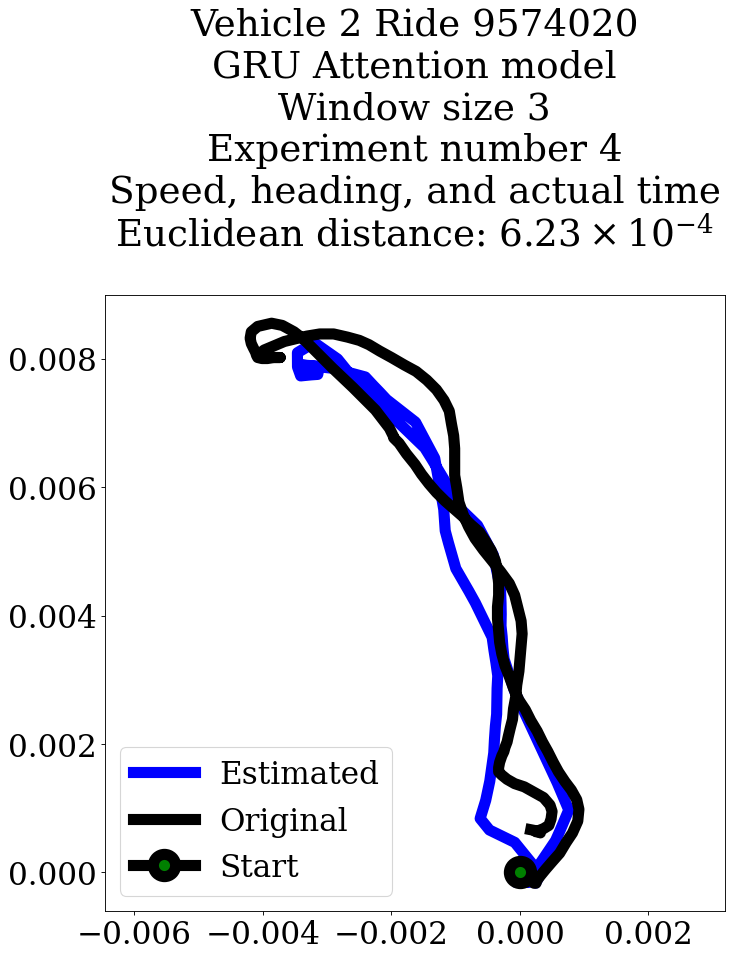 Vehicle 2 Ride 9574020
GRU Attention model
Window size 3
Experiment number 4
Speed, heading, and actual time
Euclidean distance: 6.23 × 10⁻⁴
0.008
0.006
0.004
0.002
0.000
Estimated
Original
Start
−0.006 −0.004 −0.002 0.000 0.002